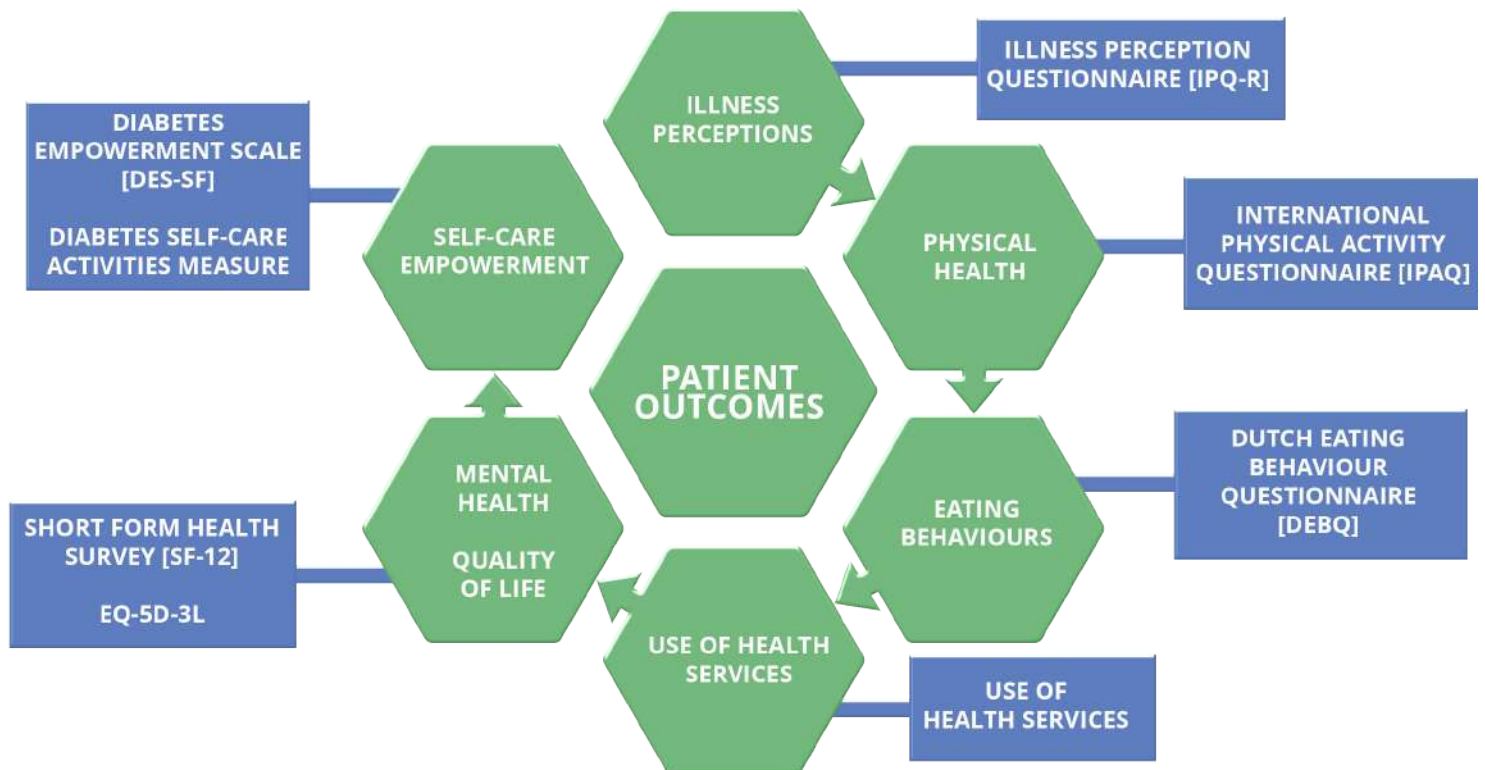 ILLNESS
PERCEPTIONS
ILLNESS PERCEPTION
QUESTIONNAIRE [IPQ-R]
PHYSICAL
HEALTH
INTERNATIONAL
PHYSICAL ACTIVITY
QUESTIONNAIRE [IPAQ]
EATING
BEHAVIOURS
DUTCH EATING
BEHAVIOUR
QUESTIONNAIRE
[DEBQ]
USE OF HEALTH
SERVICES
USE OF
HEALTH SERVICES
MENTAL
HEALTH
QUALITY
OF LIFE
SHORT FORM HEALTH
SURVEY [SF-12]
EQ-5D-3L
SELF-CARE
EMPOWERMENT
DIABETES
EMPOWERMENT SCALE
[DES-SF]
DIABETES SELF-CARE
ACTIVITIES MEASURE
PATIENT
OUTCOMES